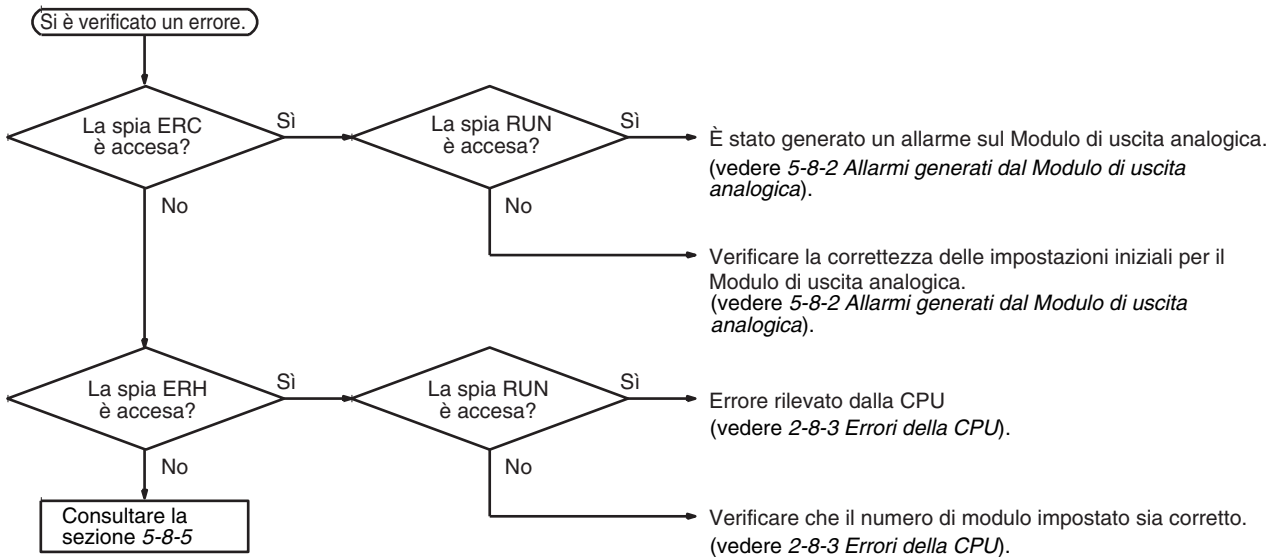 Si è verificato un errore.
La spia ERC
è accesa?
Sì
La spia RUN
è accesa?
Sì
È stato generato un allarme sul Modulo di uscita analogica.
(vedere 5-8-2 Allarmi generati dal Modulo di uscita
analogica).
No
No
Verificare la correttezza delle impostazioni iniziali per il
Modulo di uscita analogica.
(vedere 5-8-2 Allarmi generati dal Modulo di uscita
analogica).
La spia ERH
è accesa?
Sì
La spia RUN
è accesa?
Sì
Errore rilevato dalla CPU
(vedere 2-8-3 Errori della CPU).
No
No
Consultare la
sezione 5-8-5
Verificare che il numero di modulo impostato sia corretto.
(vedere 2-8-3 Errori della CPU).